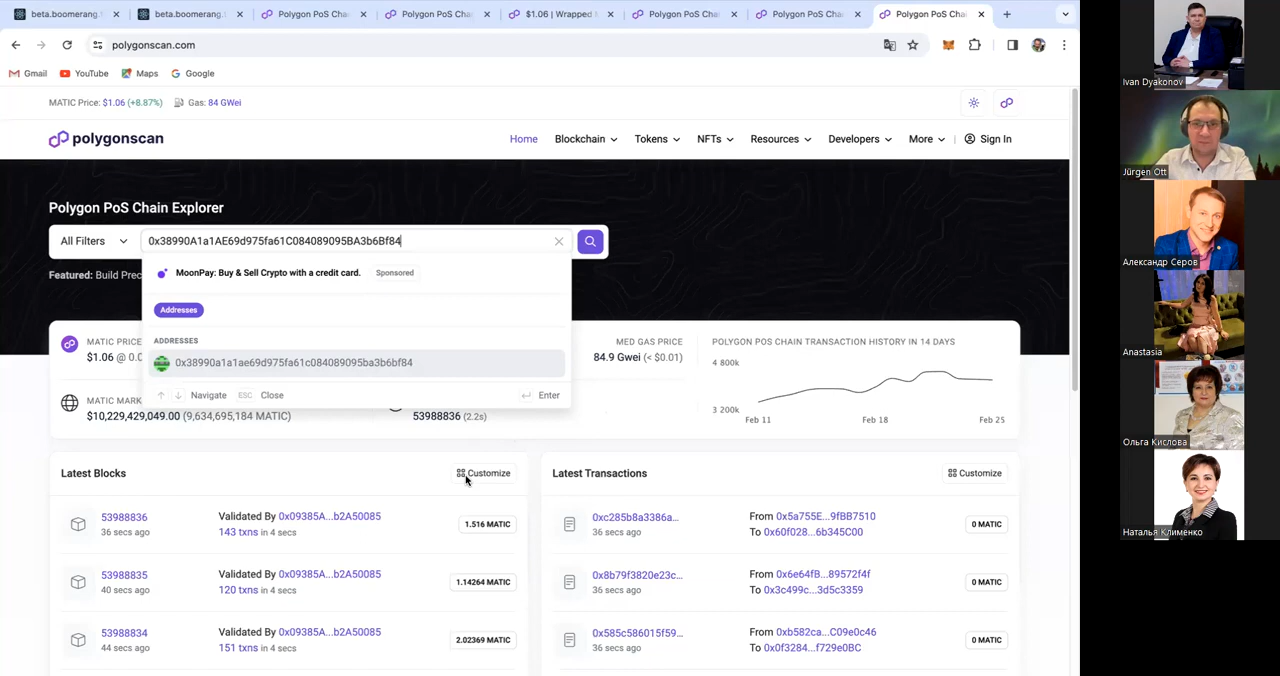 beta.boomerang.
beta.boomerang.
Polygon PoS Chain
Polygon PoS Chain
$1.06 | Wrapped
Polygon PoS Chain
Polygon PoS Chain
Polygon PoS Chain
polygonscan.com
Gmail
YouTube
Maps
Google
MATIC Price: $1.06 (+8.87%) Gas: 84 GWei
polygonscan
Home
Blockchain
Tokens
NFTs
Resources
Developers
More
Sign In
Polygon PoS Chain Explorer
All Filters
0x38990A1a1AE69d975fa61C084089095BA3b6Bf84
Featured: Build Prec
MoonPay: Buy & Sell Crypto with a credit card. Sponsored
Addresses
ADDRESSES
0x38990a1a1ae69d975fa61c084089095ba3b6bf84
Navigate ESC Close
Enter
MATIC PRICE
$1.06 @ 0.0
MED GAS PRICE
84.9 Gwei (< $0.01)
MATIC MARK
$10,229,429,049.00 (9,634,695,184 MATIC)
53988836 (2.2s)
POLYGON POS CHAIN TRANSACTION HISTORY IN 14 DAYS
4 800k
3 200k
Feb 11
Feb 18
Feb 25
Latest Blocks
Customize
53988836
36 secs ago
Validated By 0x09385A...b2A50085
143 txns in 4 secs
1.516 MATIC
53988835
40 secs ago
Validated By 0x09385A...b2A50085
120 txns in 4 secs
1.14264 MATIC
53988834
44 secs ago
Validated By 0x09385A...b2A50085
151 txns in 4 secs
2.02369 MATIC
Latest Transactions
Customize
0xc285b8a3386a...
36 secs ago
From 0x5a755E...9fBB7510
To 0x60f028...6b345C00
0 MATIC
0x8b79f3820e23c...
36 secs ago
From 0x6e64fB...89572f4f
To 0x3c499c...3d5c3359
0 MATIC
0x585c586015f59...
36 secs ago
From 0xb582ca...C09e0c46
To 0x0f3284...f729e0BC
0 MATIC
Ivan Dyakonov
Jürgen Ott
Александр Серов
Anastasia
Ольга Кислова
Наталья Клименко